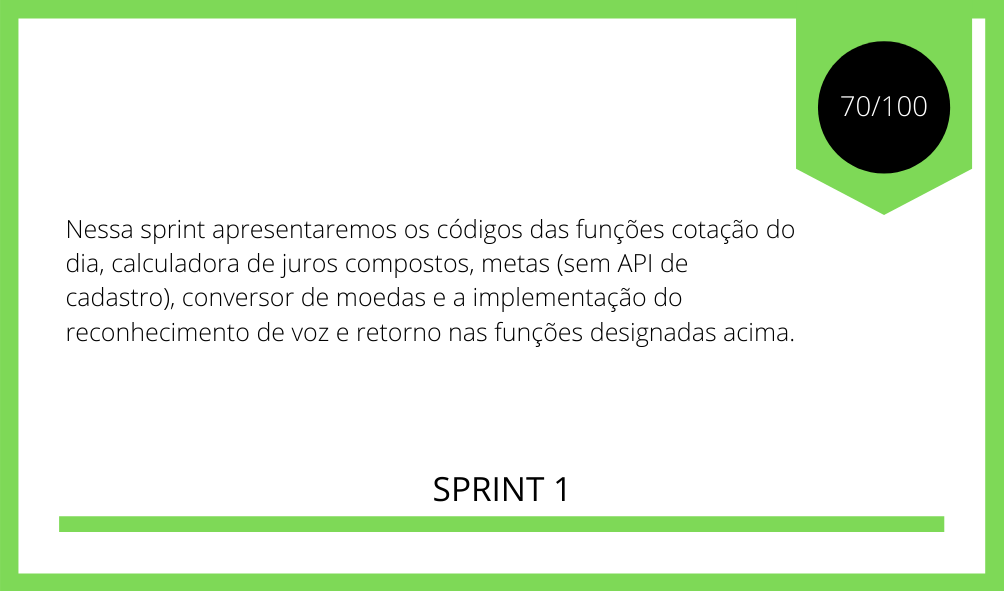 70/100
Nessa sprint apresentaremos os códigos das funções cotação do
dia, calculadora de juros compostos, metas (sem API de
cadastro), conversor de moedas e a implementação do
reconhecimento de voz e retorno nas funções designadas acima.
SPRINT 1